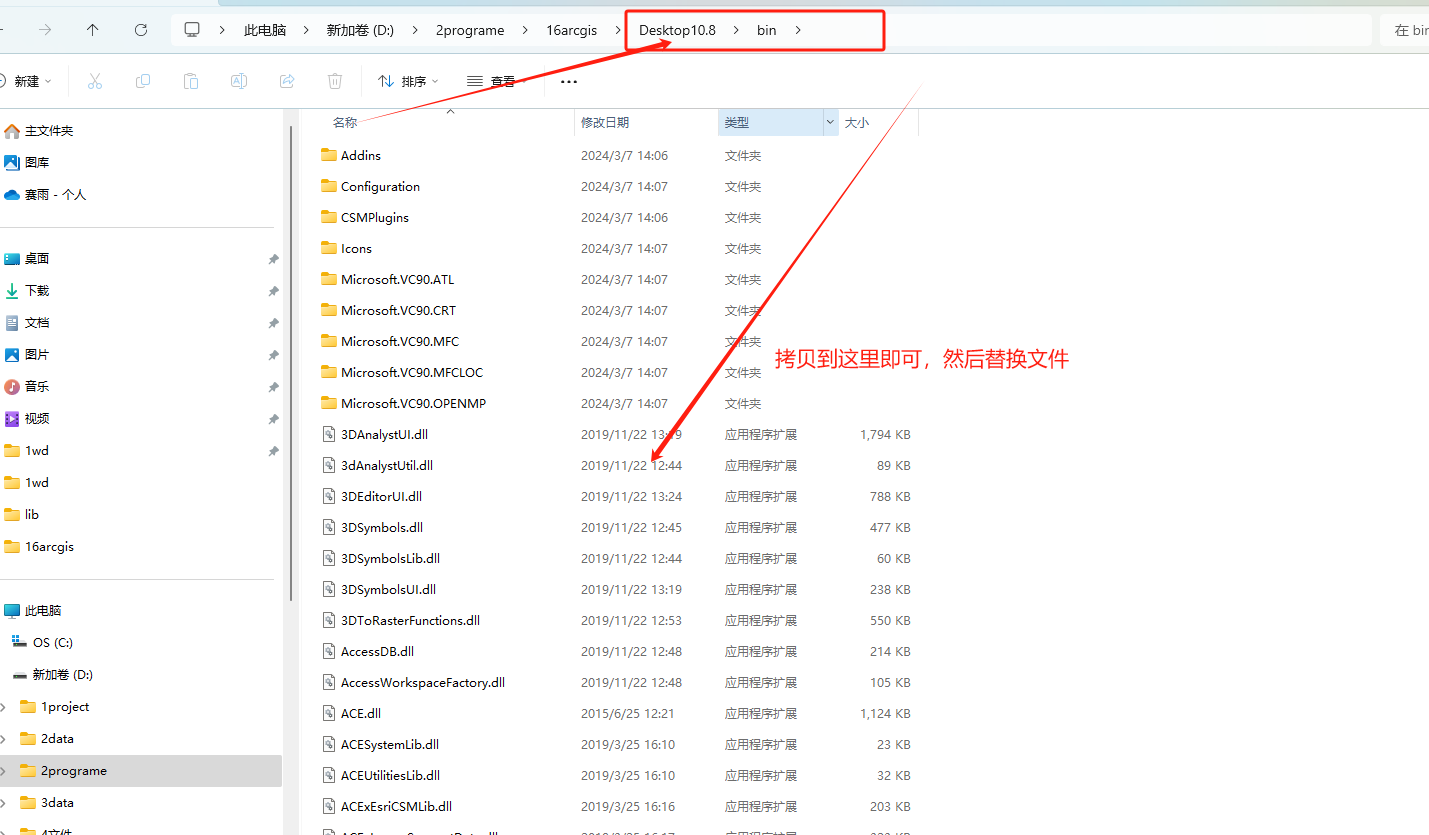 此电脑 新加卷 (D:) 2programe 16arcgis Desktop10.8 bin 在 bin
新建 排序 查看
名称 修改日期 类型 大小
主文件夹
图库
赛雨 - 个人
桌面
下载
文档
图片
音乐
视频
1wd
1wd
lib
16arcgis
此电脑
OS (C:)
新加卷 (D:)
1project
2data
2programe
3data
4文件
Addins 2024/3/7 14:06 文件夹
Configuration 2024/3/7 14:07 文件夹
CSMPlugins 2024/3/7 14:06 文件夹
Icons 2024/3/7 14:07 文件夹
Microsoft.VC90.ATL 2024/3/7 14:07 文件夹
Microsoft.VC90.CRT 2024/3/7 14:07 文件夹
Microsoft.VC90.MFC 2024/3/7 14:07 文件夹
Microsoft.VC90.MFCLOC 2024/3/7 14:07 文件夹
Microsoft.VC90.OPENMP 2024/3/7 14:07 文件夹
3DAnalystUI.dll 2019/11/22 13:19 应用程序扩展 1,794 KB
3dAnalystUtil.dll 2019/11/22 12:44 应用程序扩展 89 KB
3DEditorUI.dll 2019/11/22 13:24 应用程序扩展 788 KB
3DSymbols.dll 2019/11/22 12:45 应用程序扩展 477 KB
3DSymbolsLib.dll 2019/11/22 12:44 应用程序扩展 60 KB
3DSymbolsUI.dll 2019/11/22 13:19 应用程序扩展 238 KB
3DToRasterFunctions.dll 2019/11/22 12:53 应用程序扩展 550 KB
AccessDB.dll 2019/11/22 12:48 应用程序扩展 214 KB
AccessWorkspaceFactory.dll 2019/11/22 12:48 应用程序扩展 105 KB
ACE.dll 2015/6/25 12:21 应用程序扩展 1,124 KB
ACESystemLib.dll 2019/3/25 16:10 应用程序扩展 23 KB
ACEUtilitiesLib.dll 2019/3/25 16:10 应用程序扩展 32 KB
ACExEsriCSMLib.dll 2019/3/25 16:16 应用程序扩展 203 KB
拷贝到这里即可，然后替换文件